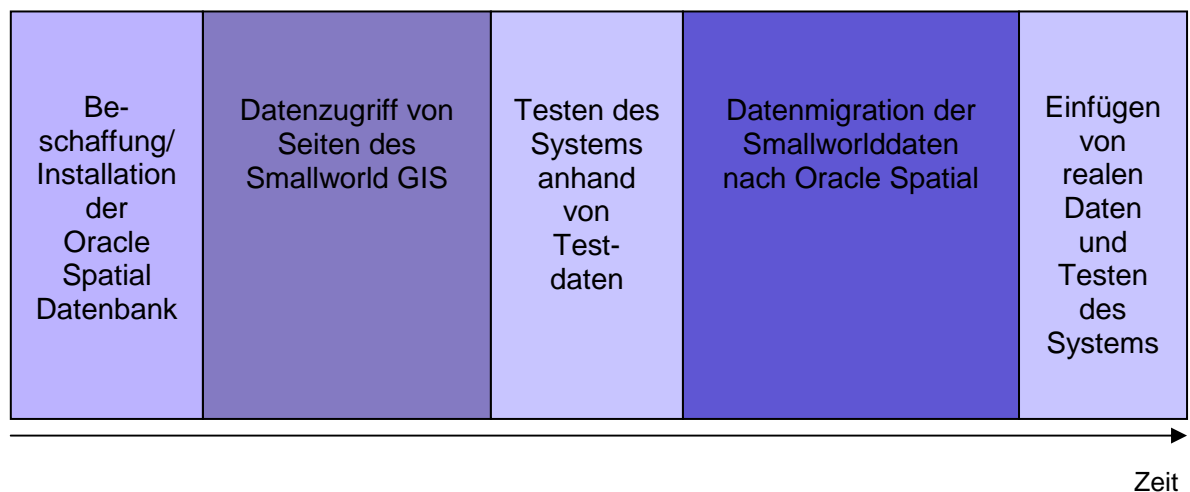 Be-
schaffung/
Installation
der
Oracle
Spatial
Datenbank
Datenzugriff von
Seiten des
Smallworld GIS
Testen des
Systems
anhand
von
Test-
daten
Datenmigration der
Smallworlddaten
nach Oracle Spatial
Einfügen
von
realen
Daten
und
Testen
des
Systems
Zeit